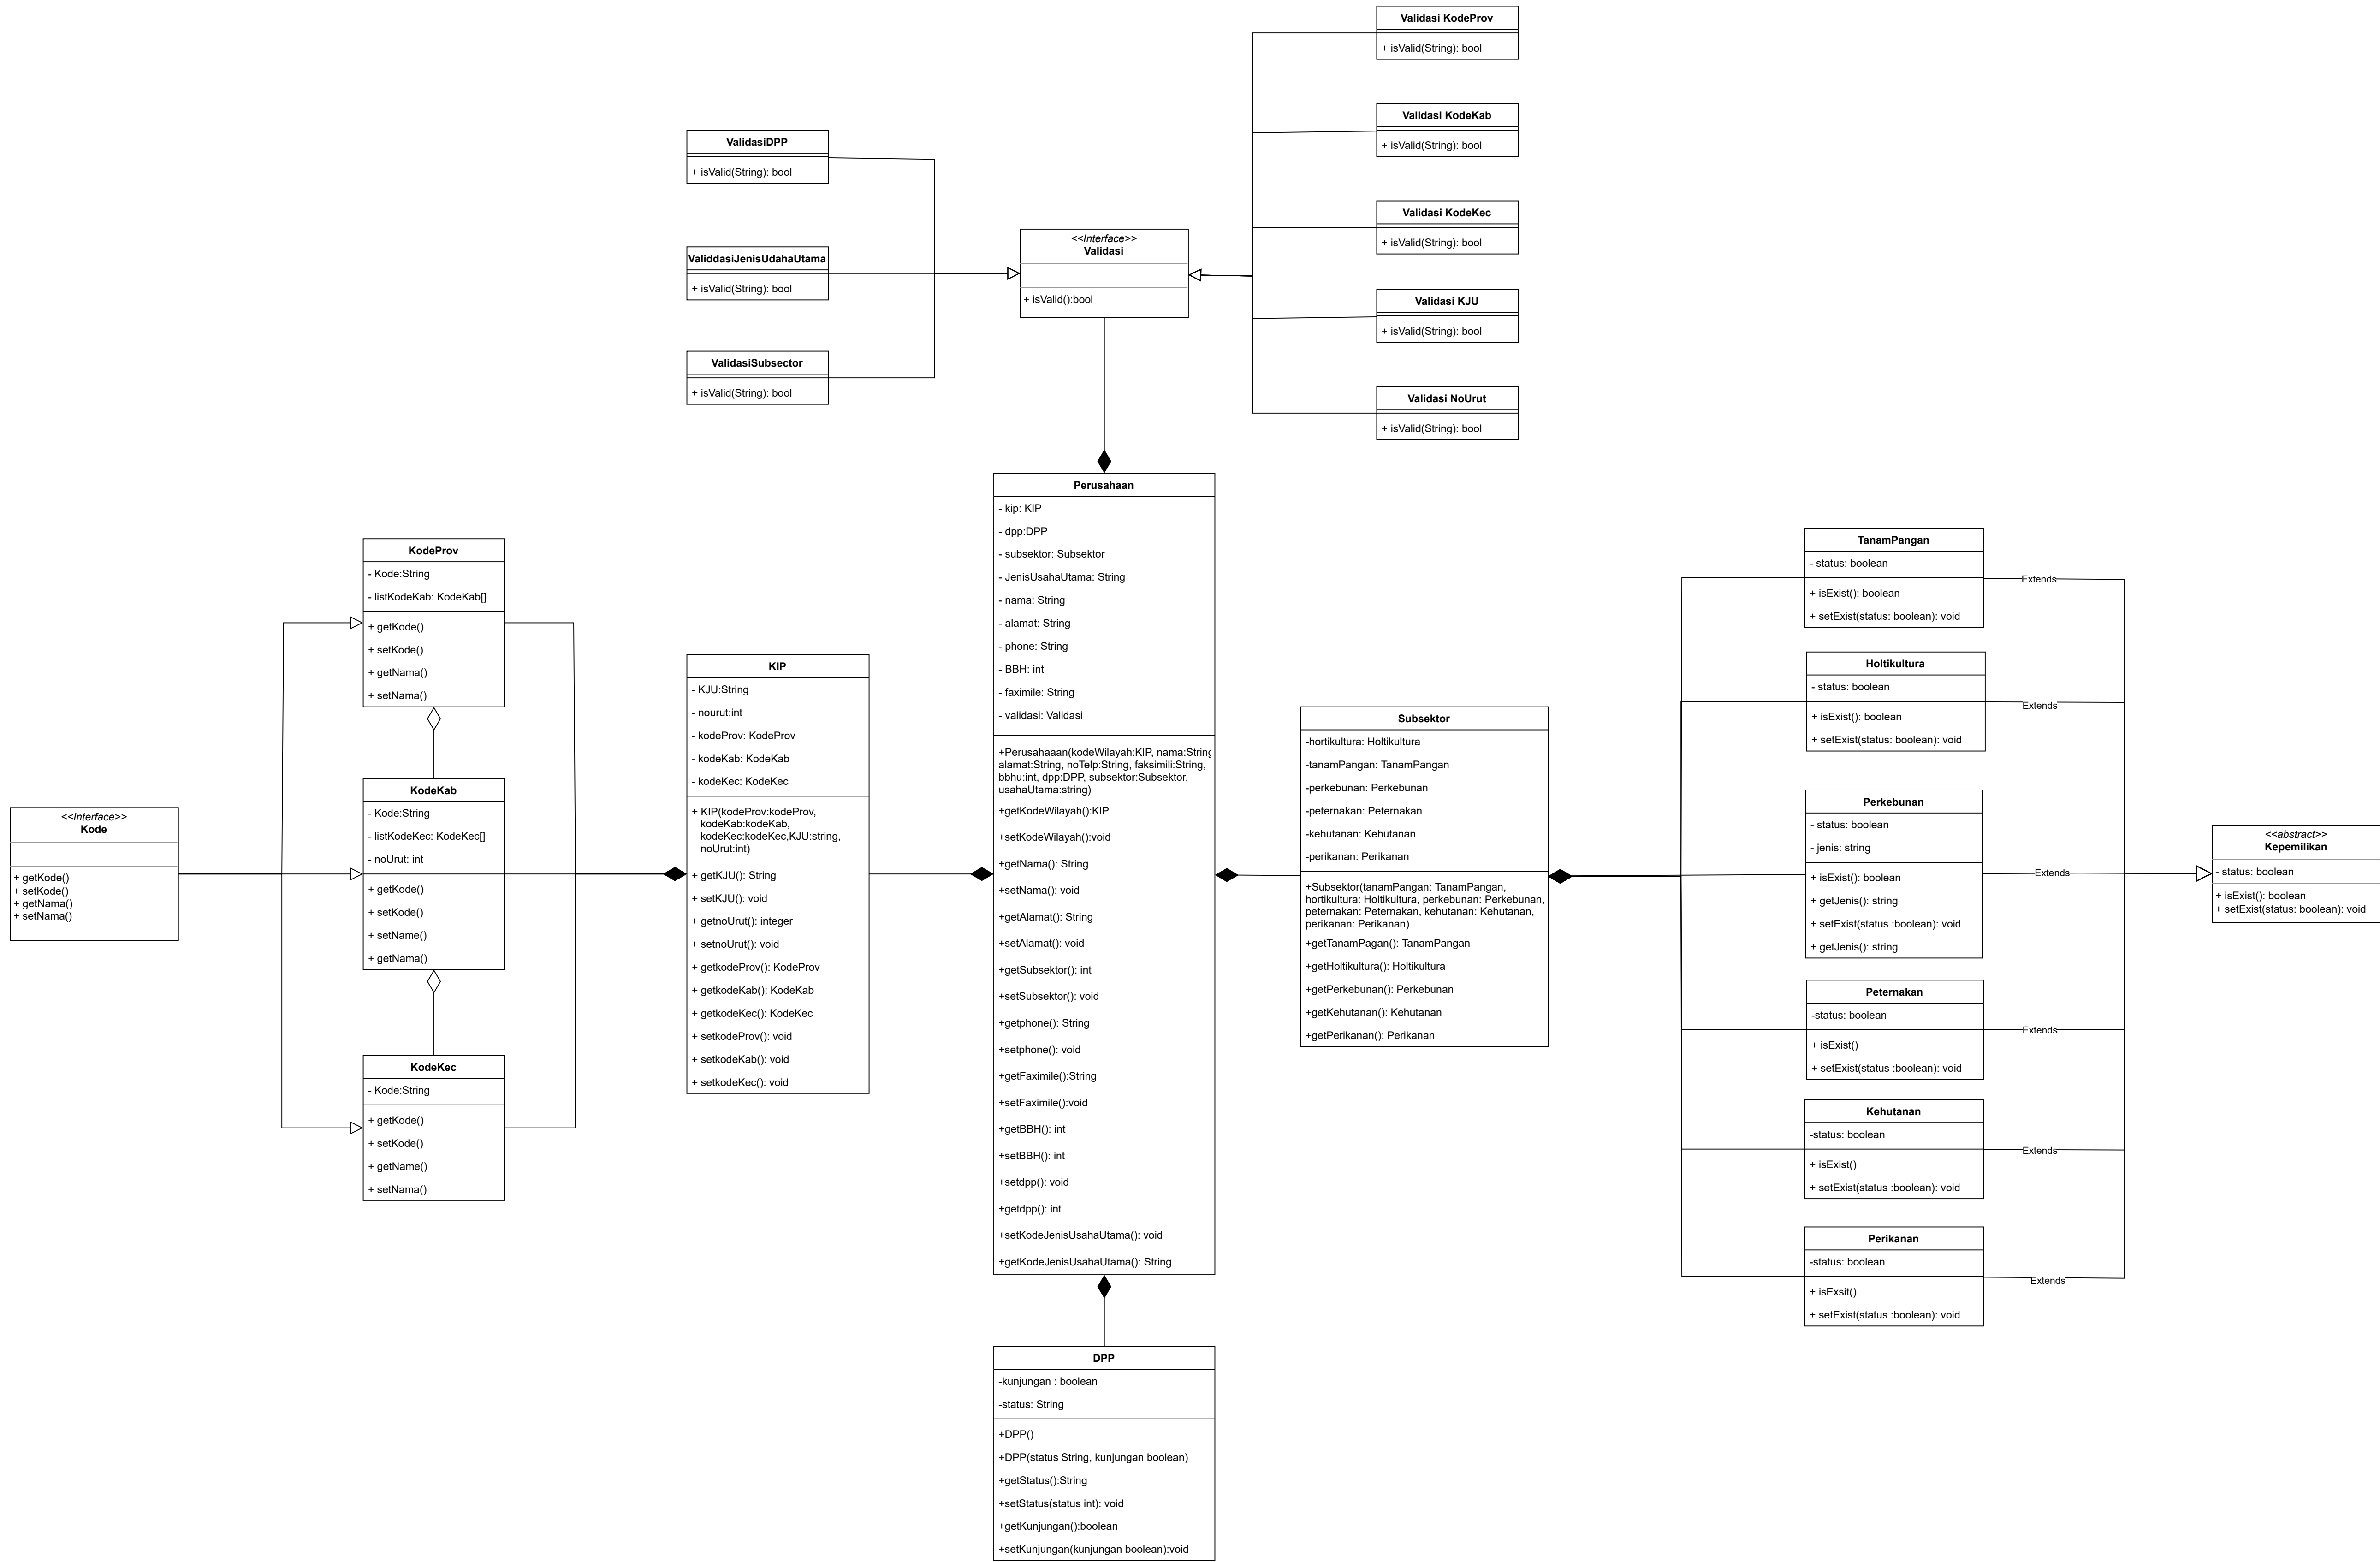 Validasi KodeProv
+ isValid(String): bool
Validasi KodeKab
+ isValid(String): bool
Validasi KodeKec
+ isValid(String): bool
Validasi KJU
+ isValid(String): bool
Validasi NoUrut
+ isValid(String): bool
ValidasiDPP
+ isValid(String): bool
ValiddasiJenisUdahaUtama
+ isValid(String): bool
ValidasiSubsector
+ isValid(String): bool
<<Interface>>
Validasi
+ isValid():bool
<<Interface>>
Kode
+ getKode()
+ setKode()
+ getNama()
+ setNama()
KodeProv
- Kode:String
- listKodeKab: KodeKab[]
+ getKode()
+ setKode()
+ getNama()
+ setNama()
KodeKab
- Kode:String
- listKodeKec: KodeKec[]
- noUrut: int
+ getKode()
+ setKode()
+ setName()
+ getNama()
KodeKec
- Kode:String
+ getKode()
+ setKode()
+ getName()
+ setNama()
KIP
- KJU:String
- nourut:int
- kodeProv: KodeProv
- kodeKab: KodeKab
- kodeKec: KodeKec
+ KIP(kodeProv:kodeProv,
kodeKab:kodeKab,
kodeKec:kodeKec,KJU:string,
noUrut:int)
+ getKJU(): String
+ setKJU(): void
+ getnoUrut(): integer
+ setnoUrut(): void
+ getkodeProv(): KodeProv
+ getkodeKab(): KodeKab
+ getkodeKec(): KodeKec
+ setkodeProv(): void
+ setkodeKab(): void
+ setkodeKec(): void
Perusahaan
- kip: KIP
- dpp:DPP
- subsektor: Subsektor
- JenisUsahaUtama: String
- nama: String
- alamat: String
- phone: String
- BBH: int
- faximile: String
- validasi: Validasi
+Perusahaaan(kodeWilayah:KIP, nama:String
alamat:String, noTelp:String, faksimili:String,
bbhu:int, dpp:DPP, subsektor:Subsektor,
usahaUtama:string)
+getKodeWilayah():KIP
+setKodeWilayah():void
+getNama(): String
+setNama(): void
+getAlamat(): String
+setAlamat(): void
+getSubsektor(): int
+setSubsektor(): void
+getphone(): String
+setphone(): void
+getFaximile():String
+setFaximile():void
+getBBH(): int
+setBBH(): int
+setdpp(): void
+getdpp(): int
+setKodeJenisUsahaUtama(): void
+getKodeJenisUsahaUtama(): String
DPP
-kunjungan : boolean
-status: String
+DPP()
+DPP(status String, kunjungan boolean)
+getStatus():String
+setStatus(status int): void
+getKunjungan():boolean
+setKunjungan(kunjungan boolean):void
Subsektor
-hortikultura: Holtikultura
-tanamPangan: TanamPangan
-perkebunan: Perkebunan
-peternakan: Peternakan
-kehutanan: Kehutanan
-perikanan: Perikanan
+Subsektor(tanamPangan: TanamPangan,
hortikultura: Holtikultura, perkebunan: Perkebunan,
peternakan: Peternakan, kehutanan: Kehutanan,
perikanan: Perikanan)
+getTanamPagan(): TanamPangan
+getHoltikultura(): Holtikultura
+getPerkebunan(): Perkebunan
+getKehutanan(): Kehutanan
+getPerikanan(): Perikanan
TanamPangan
- status: boolean
+ isExist(): boolean
+ setExist(status: boolean): void
Extends
Holtikultura
- status: boolean
+ isExist(): boolean
+ setExist(status: boolean): void
Extends
Perkebunan
- status: boolean
- jenis: string
+ isExist(): boolean
+ getJenis(): string
+ setExist(status :boolean): void
+ getJenis(): string
Extends
Peternakan
-status: boolean
+ isExist()
+ setExist(status :boolean): void
Extends
Kehutanan
-status: boolean
+ isExist()
+ setExist(status :boolean): void
Extends
Perikanan
-status: boolean
+ isExsit()
+ setExist(status :boolean): void
Extends
<<abstract>>
Kepemilikan
- status: boolean
+ isExist(): boolean
+ setExist(status: boolean): void